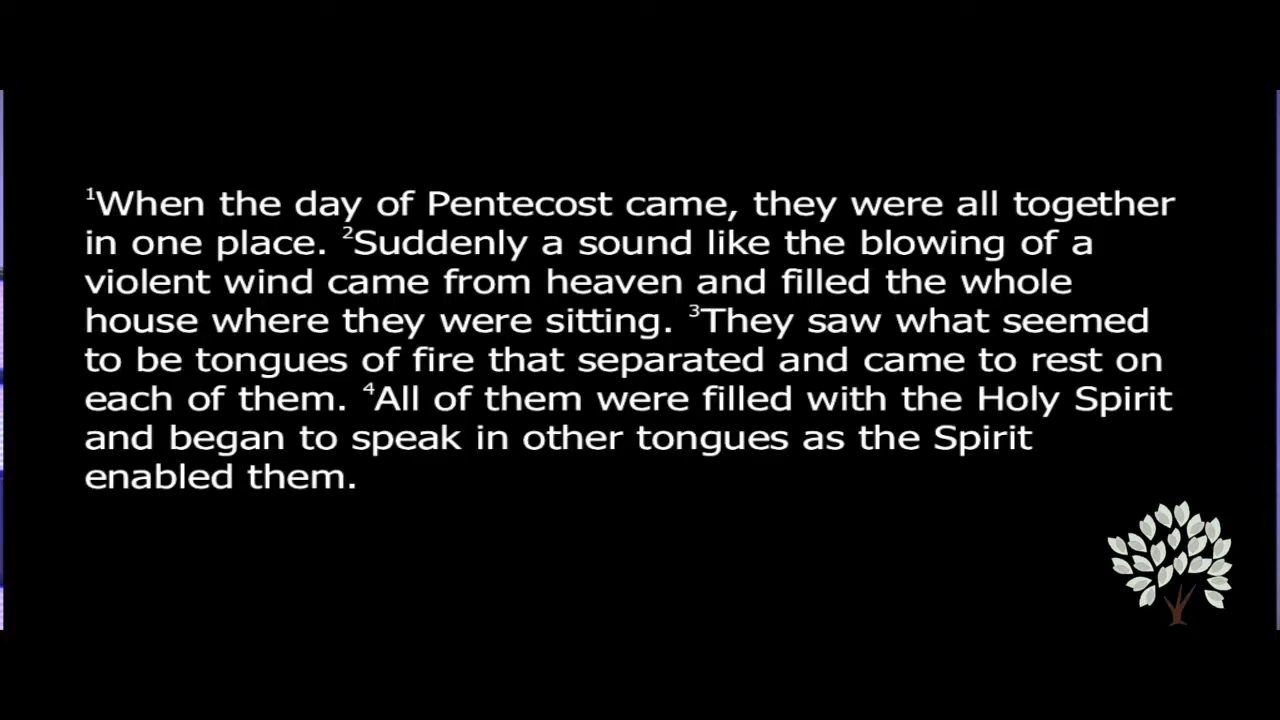 ¹When the day of Pentecost came, they were all together
in one place. ²Suddenly a sound like the blowing of a
violent wind came from heaven and filled the whole
house where they were sitting. ³They saw what seemed
to be tongues of fire that separated and came to rest on
each of them. ⁴All of them were filled with the Holy Spirit
and began to speak in other tongues as the Spirit
enabled them.